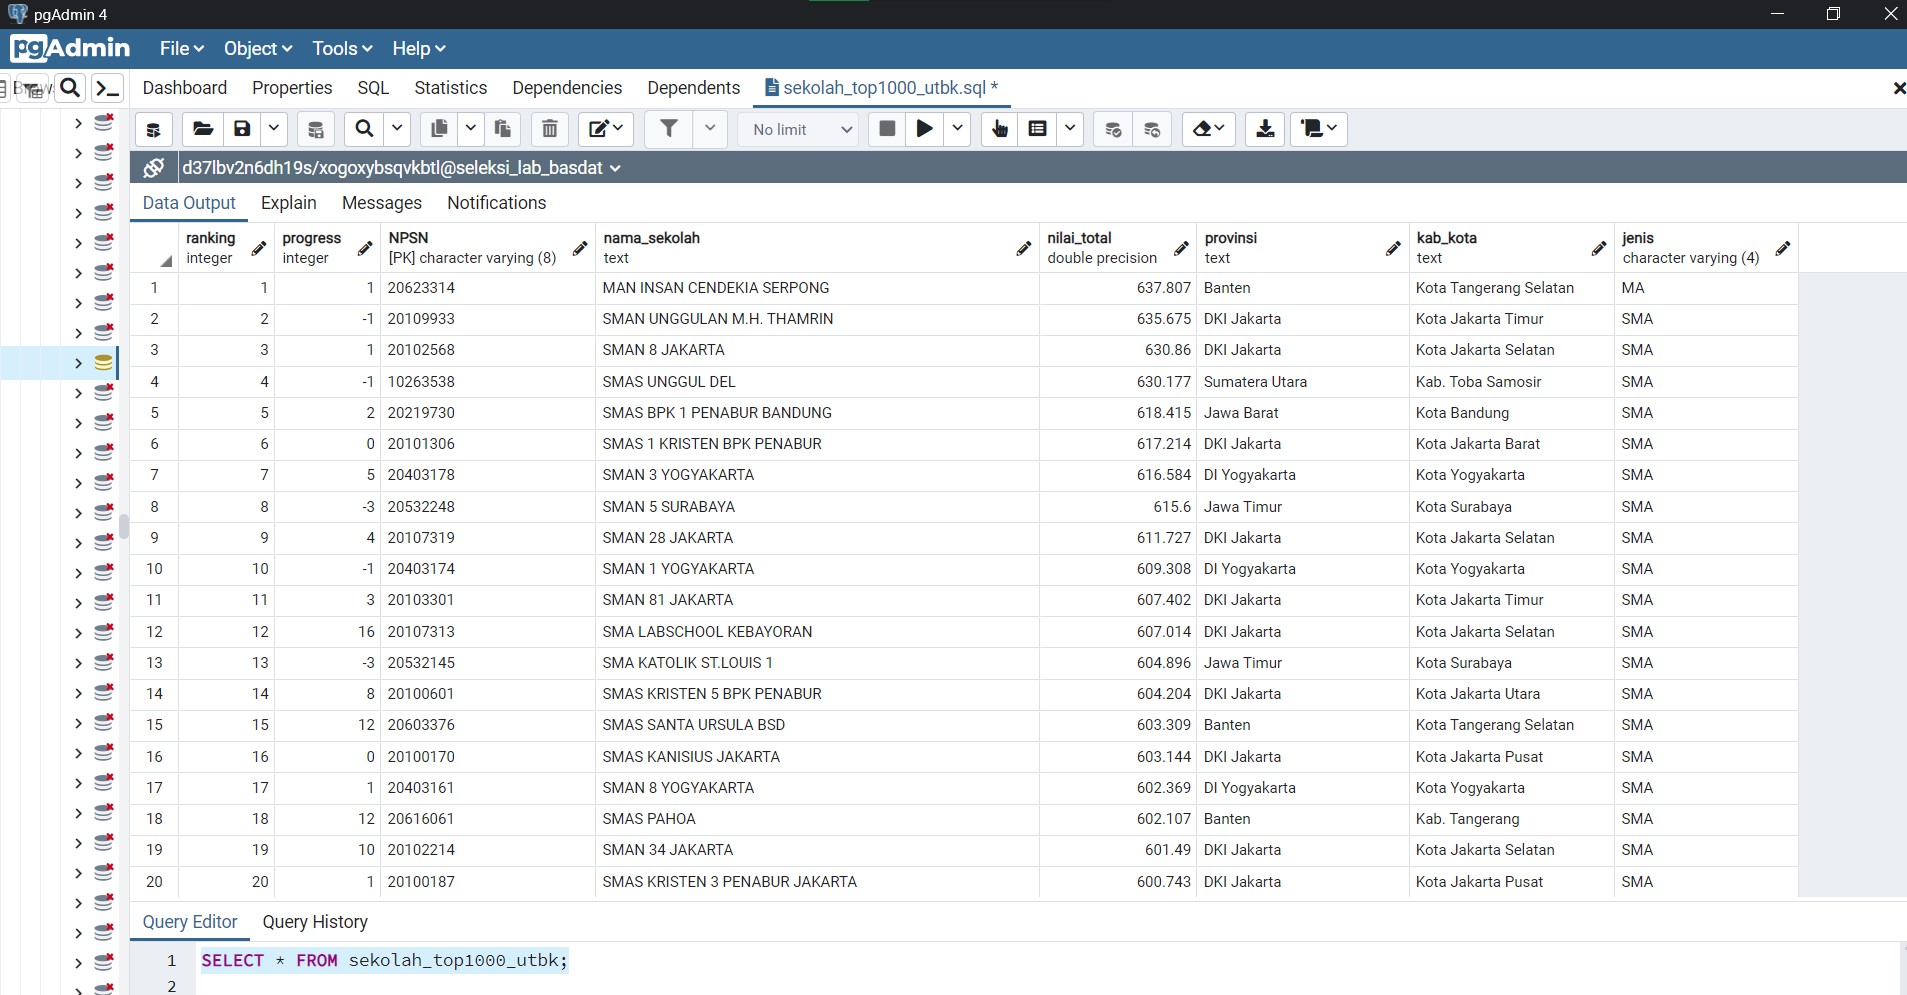 pgAdmin 4
pgAdmin File Object Tools Help
Dashboard Properties SQL Statistics Dependencies Dependents sekolah_top1000_utbk.sql *
No limit
d37lbv2n6dh19s/xogoxybsqvkbtl@seleksi_lab_basdat
Data Output Explain Messages Notifications
ranking progress NPSN nama_sekolah nilai_total provinsi kab_kota jenis
integer integer [PK] character varying (8) text double precision text text character varying (4)
1 1 1 20623314 MAN INSAN CENDEKIA SERPONG 637.807 Banten Kota Tangerang Selatan MA
2 2 -1 20109933 SMAN UNGGULAN M.H. THAMRIN 635.675 DKI Jakarta Kota Jakarta Timur SMA
3 3 1 20102568 SMAN 8 JAKARTA 630.86 DKI Jakarta Kota Jakarta Selatan SMA
4 4 -1 10263538 SMAS UNGGUL DEL 630.177 Sumatera Utara Kab. Toba Samosir SMA
5 5 2 20219730 SMAS BPK 1 PENABUR BANDUNG 618.415 Jawa Barat Kota Bandung SMA
6 6 0 20101306 SMAS 1 KRISTEN BPK PENABUR 617.214 DKI Jakarta Kota Jakarta Barat SMA
7 7 5 20403178 SMAN 3 YOGYAKARTA 616.584 DI Yogyakarta Kota Yogyakarta SMA
8 8 -3 20532248 SMAN 5 SURABAYA 615.6 Jawa Timur Kota Surabaya SMA
9 9 4 20107319 SMAN 28 JAKARTA 611.727 DKI Jakarta Kota Jakarta Selatan SMA
10 10 -1 20403174 SMAN 1 YOGYAKARTA 609.308 DI Yogyakarta Kota Yogyakarta SMA
11 11 3 20103301 SMAN 81 JAKARTA 607.402 DKI Jakarta Kota Jakarta Timur SMA
12 12 16 20107313 SMA LABSCHOOL KEBAYORAN 607.014 DKI Jakarta Kota Jakarta Selatan SMA
13 13 -3 20532145 SMA KATOLIK ST.LOUIS 1 604.896 Jawa Timur Kota Surabaya SMA
14 14 8 20100601 SMAS KRISTEN 5 BPK PENABUR 604.204 DKI Jakarta Kota Jakarta Utara SMA
15 15 12 20603376 SMAS SANTA URSULA BSD 603.309 Banten Kota Tangerang Selatan SMA
16 16 0 20100170 SMAS KANISIUS JAKARTA 603.144 DKI Jakarta Kota Jakarta Pusat SMA
17 17 1 20403161 SMAN 8 YOGYAKARTA 602.369 DI Yogyakarta Kota Yogyakarta SMA
18 18 12 20616061 SMAS PAHOA 602.107 Banten Kab. Tangerang SMA
19 19 10 20102214 SMAN 34 JAKARTA 601.49 DKI Jakarta Kota Jakarta Selatan SMA
20 20 1 20100187 SMAS KRISTEN 3 PENABUR JAKARTA 600.743 DKI Jakarta Kota Jakarta Pusat SMA
Query Editor Query History
1 SELECT * FROM sekolah_top1000_utbk;
2